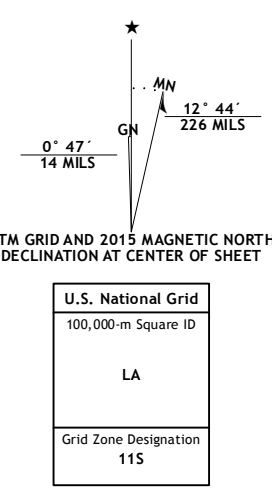 ★
MN
GN
12° 44´
226 MILS
0° 47´
14 MILS
TM GRID AND 2015 MAGNETIC NORTH
DECLINATION AT CENTER OF SHEET
U.S. National Grid
100,000-m Square ID
LA
Grid Zone Designation
11S